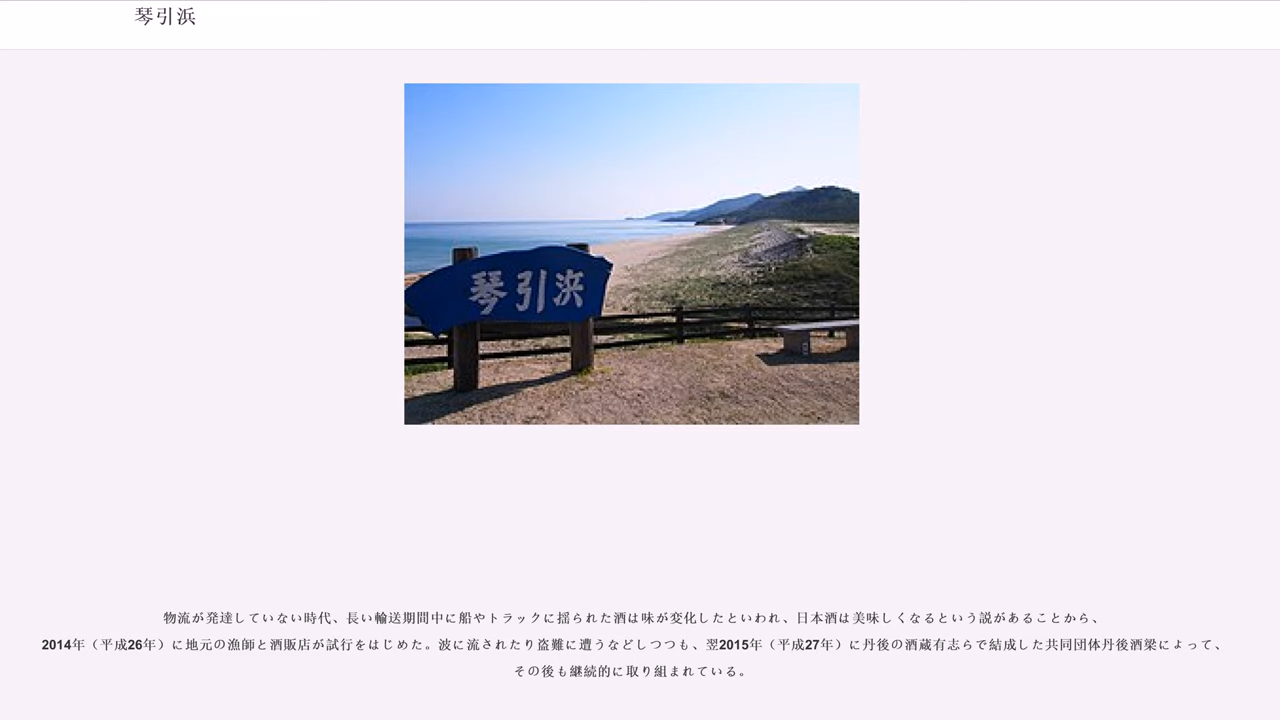 琴引浜
琴引浜
物流が発達していない時代、長い輸送期間中に船やトラックに揺られた酒は味が変化したといわれ、日本酒は美味しくなるという説があることから、
2014年（平成26年）に地元の漁師と酒販店が試行をはじめた。波に流されたり盗難に遭うなどしつつも、翌2015年（平成27年）に丹後の酒蔵有志らで結成した共同団体丹後酒梁によって、
その後も継続的に取り組まれている。